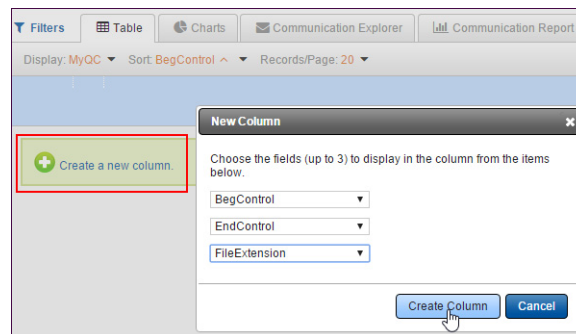 Filters Table Charts Communication Explorer Communication Report
Display: MyQC Sort: BegControl Records/Page: 20
New Column
Create a new column.
Choose the fields (up to 3) to display in the column from the items
below.
BegControl
EndControl
FileExtension
Create Column Cancel